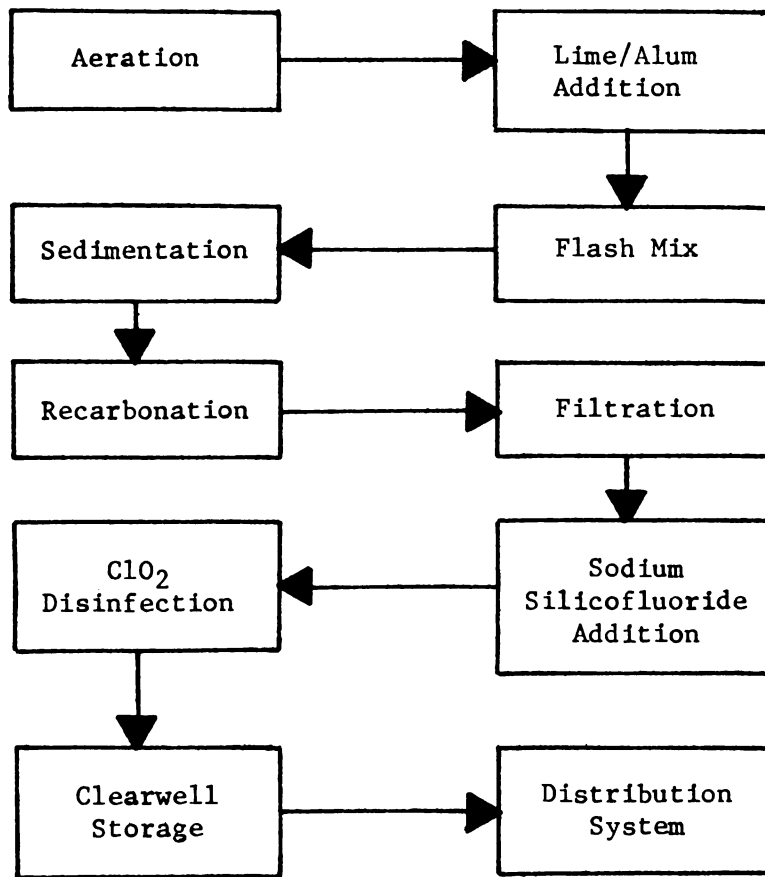 Aeration
Lime/Alum
Addition
Flash Mix
Sedimentation
Recarbonation
Filtration
Sodium
Silicofluoride
Addition
ClO₂
Disinfection
Clearwell
Storage
Distribution
System